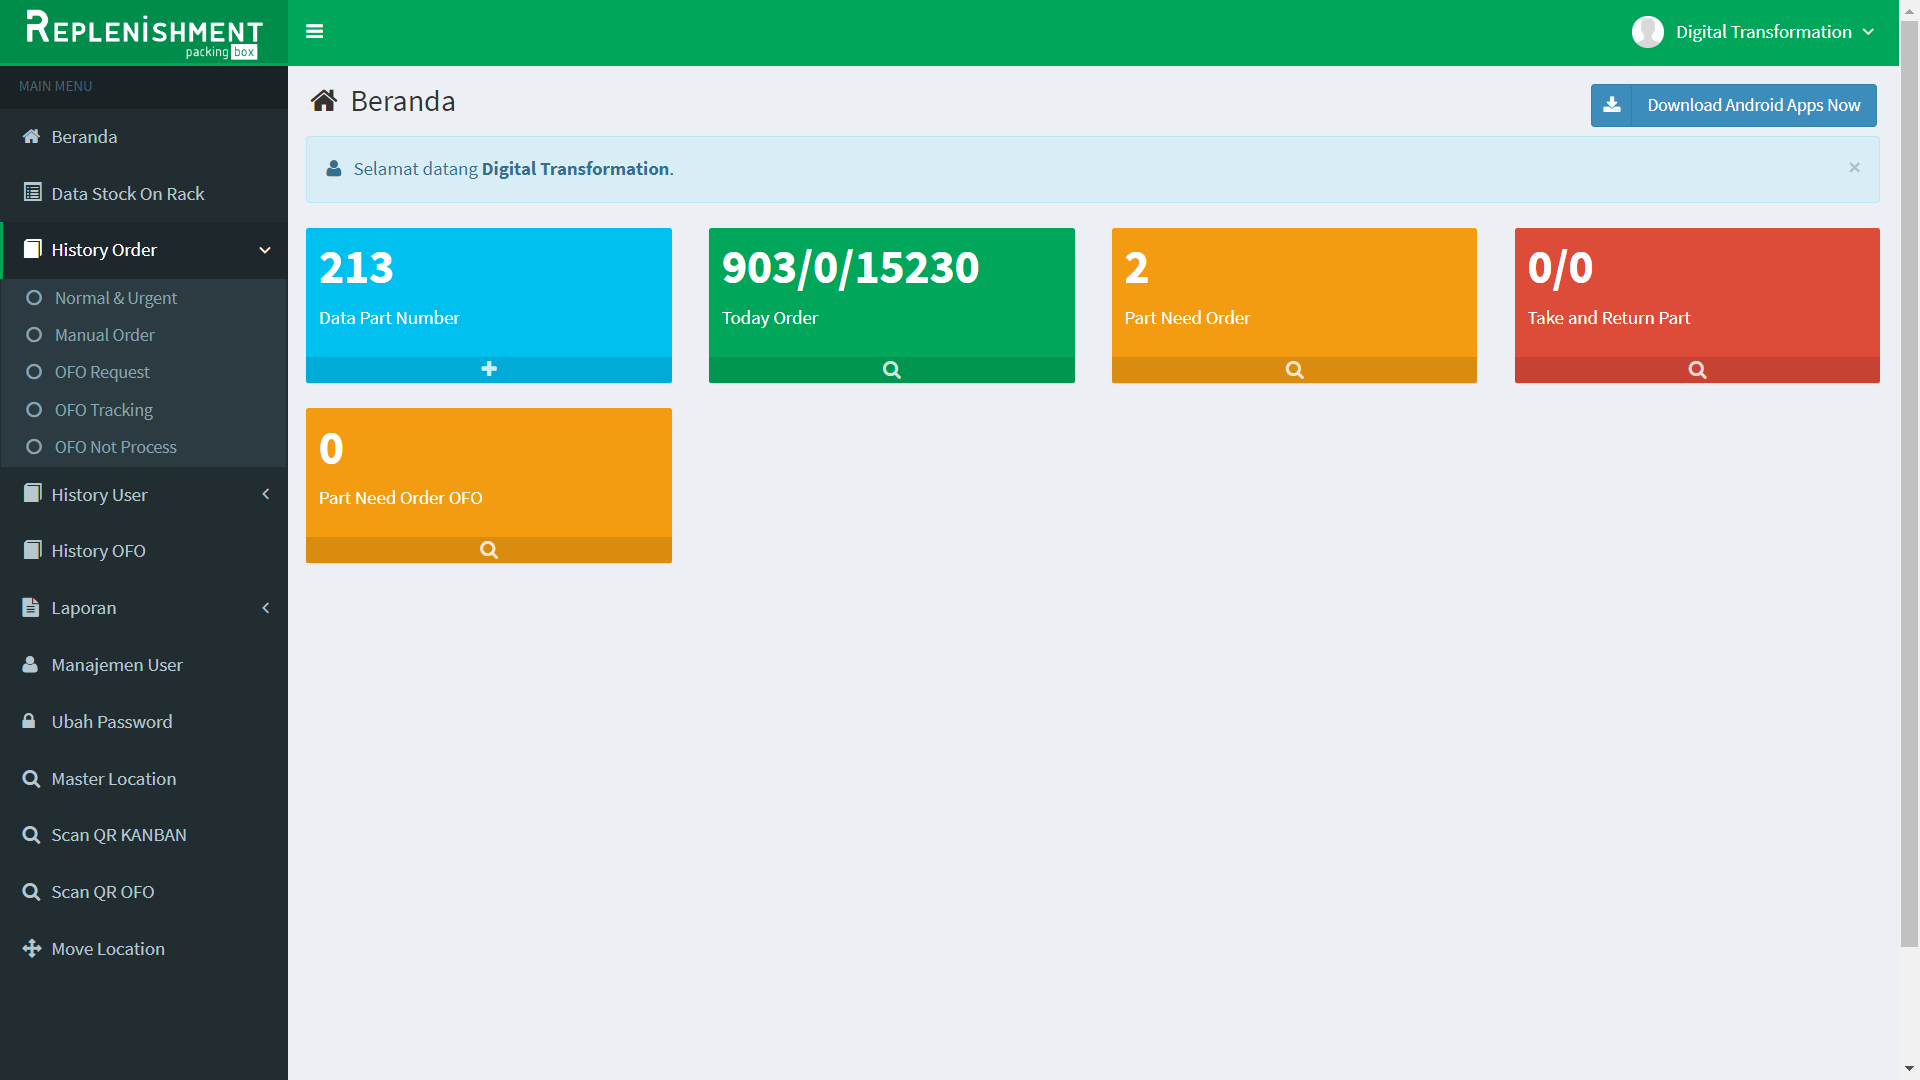 REPLENISHMENT
packing box
Digital Transformation
MAIN MENU
Beranda
Data Stock On Rack
History Order
Normal & Urgent
Manual Order
OFO Request
OFO Tracking
OFO Not Process
History User
History OFO
Laporan
Manajemen User
Ubah Password
Master Location
Scan QR KANBAN
Scan QR OFO
Move Location
Beranda
Download Android Apps Now
Selamat datang Digital Transformation.
×
213
Data Part Number
903/0/15230
Today Order
2
Part Need Order
0/0
Take and Return Part
0
Part Need Order OFO